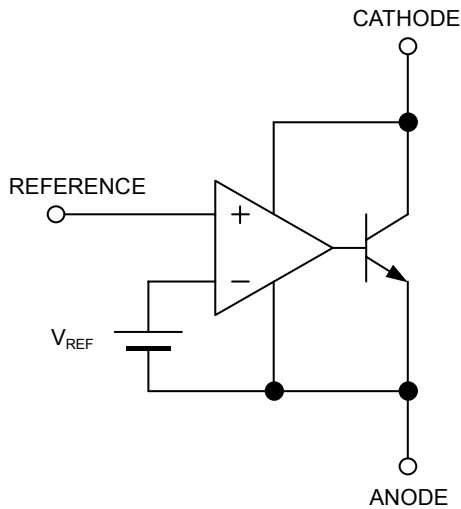 CATHODE
REFERENCE
+
−
VREF
ANODE